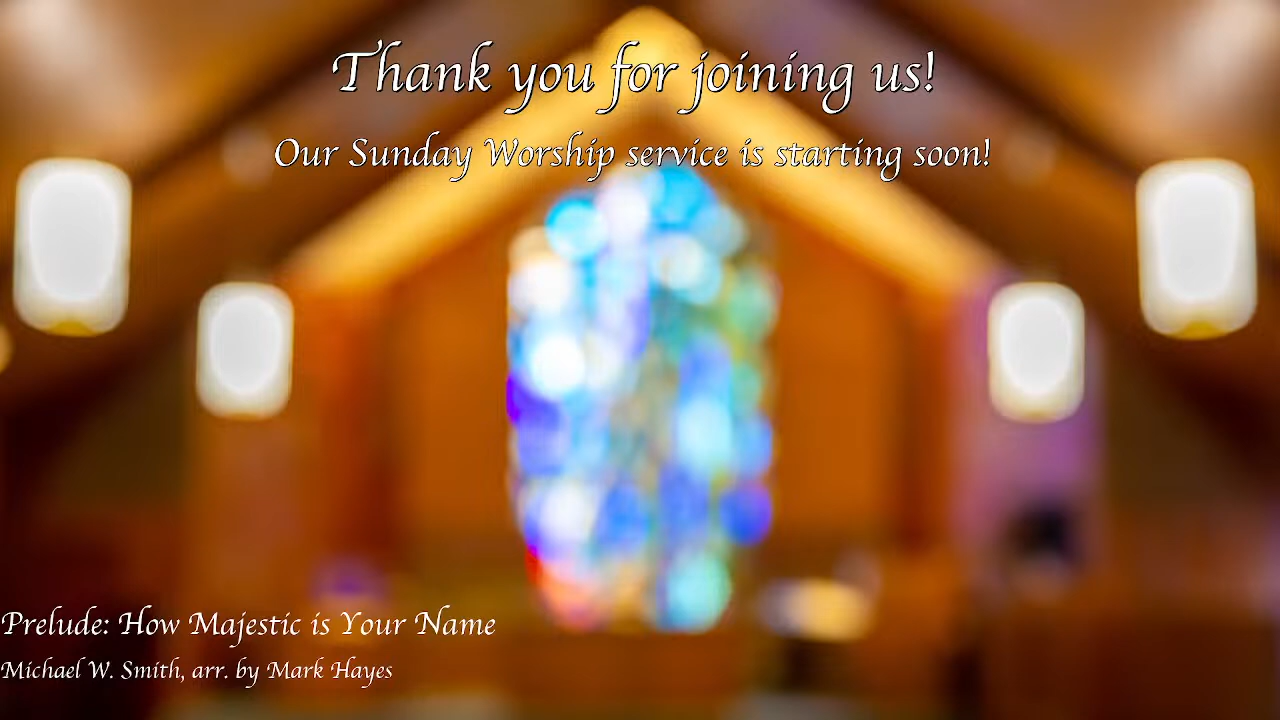 Thank you for joining us!
Our Sunday Worship service is starting soon!
Prelude: How Majestic is Your Name
Michael W. Smith, arr. by Mark Hayes